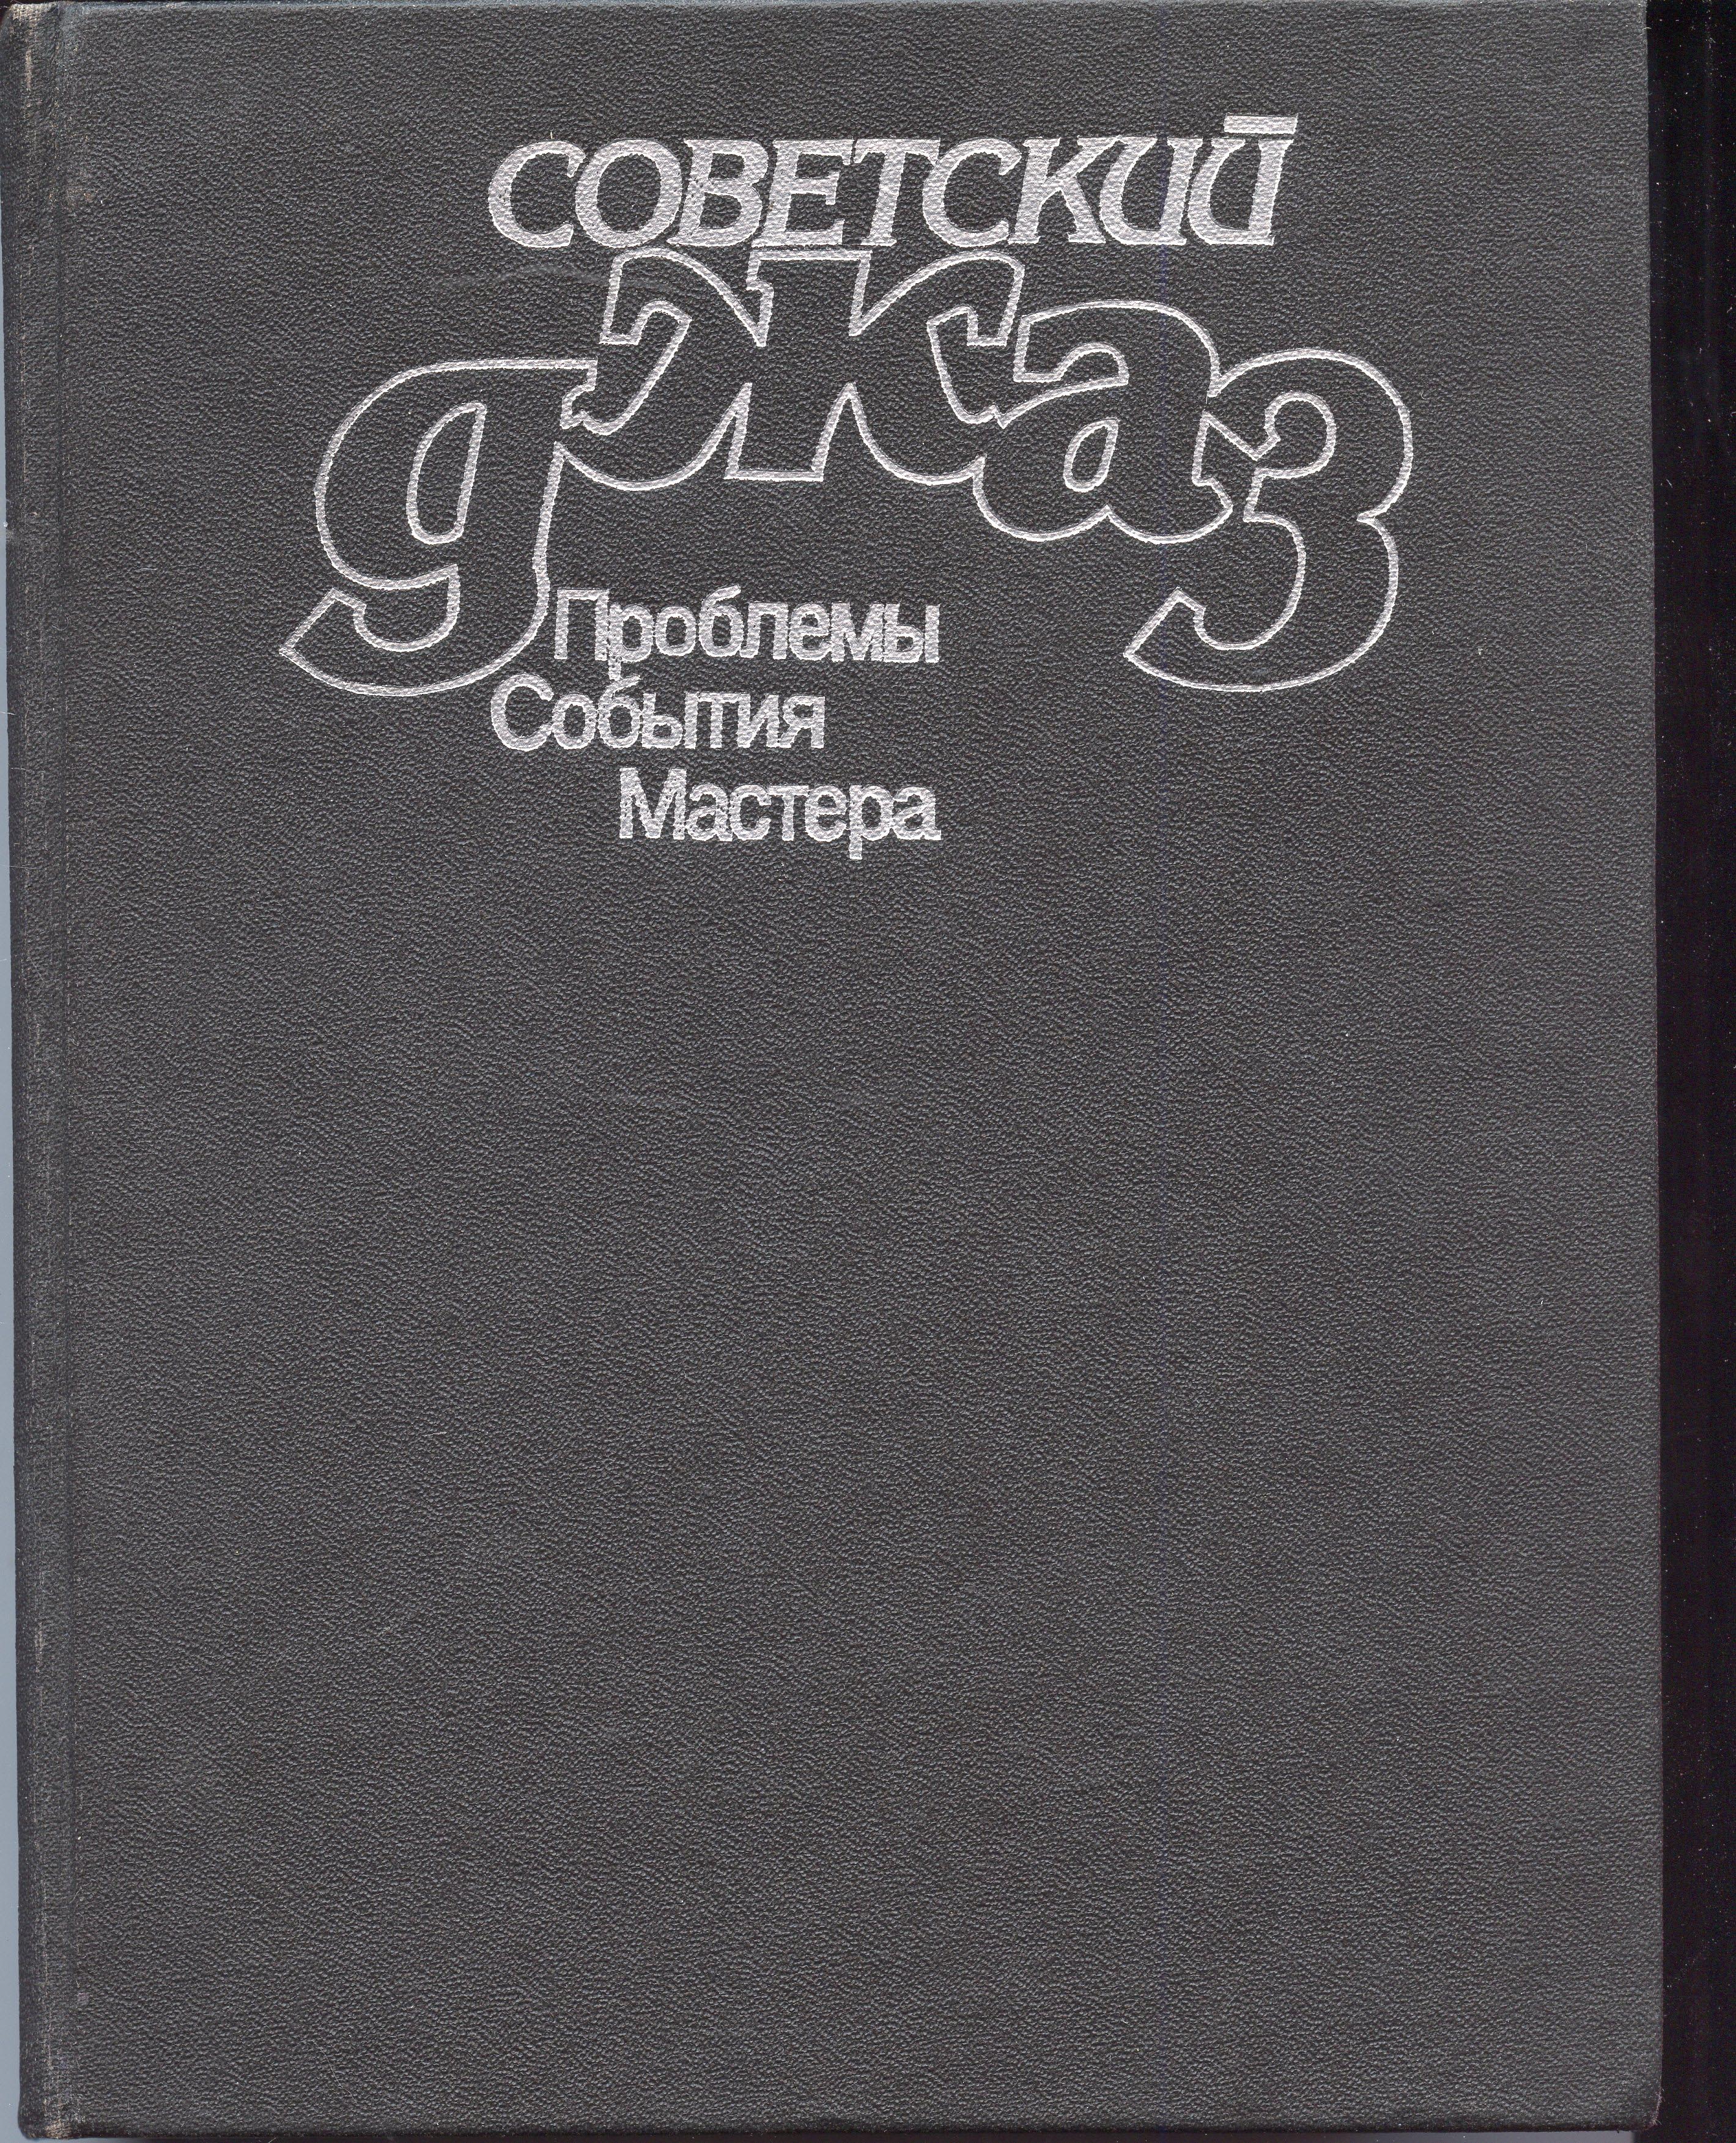 СОВЕТСКИЙ
джаз
Проблемы
События
Мастера